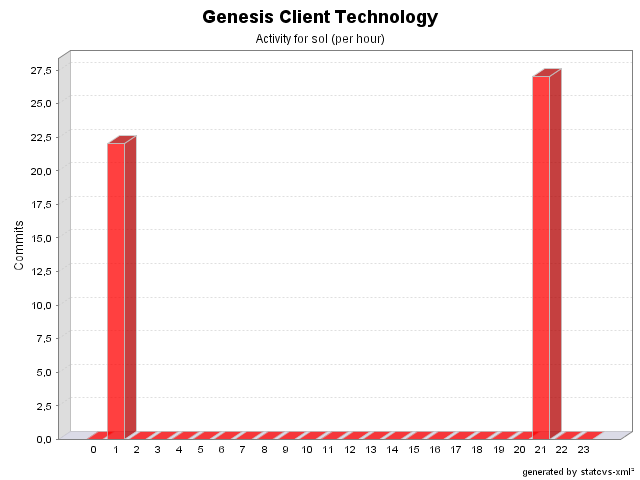 Genesis Client Technology
Activity for sol (per hour)
27,5
25,0
22,5
20,0
17,5
15,0
12,5
10,0
7,5
5,0
2,5
0,0
Commits
0 1 2 3 4 5 6 7 8 9 10 11 12 13 14 15 16 17 18 19 20 21 22 23
generated by statcvs-xml²